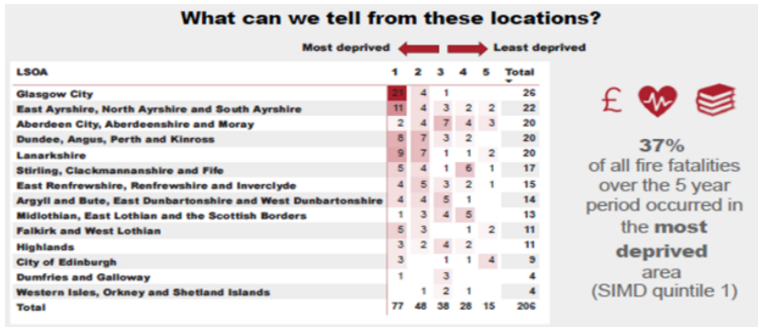 What can we tell from these locations?
Most deprived Least deprived
LSOA 1 2 3 4 5 Total
Glasgow City 21 4 1 26
East Ayrshire, North Ayrshire and South Ayrshire 11 4 3 2 2 22
Aberdeen City, Aberdeenshire and Moray 2 4 7 4 3 20
Dundee, Angus, Perth and Kinross 8 7 3 2 20
Lanarkshire 9 7 1 1 2 20
Stirling, Clackmannanshire and Fife 5 4 1 6 1 17
East Renfrewshire, Renfrewshire and Inverclyde 4 5 3 2 1 15
Argyll and Bute, East Dunbartonshire and West Dunbartonshire 4 4 5 1 14
Midlothian, East Lothian and the Scottish Borders 1 3 4 5 13
Falkirk and West Lothian 5 3 1 2 11
Highlands 3 2 4 2 11
City of Edinburgh 3 1 1 4 9
Dumfries and Galloway 1 3 4
Western Isles, Orkney and Shetland Islands 1 2 1 4
Total 77 48 38 28 15 206
£
37%
of all fire fatalities
over the 5 year
period occurred in
the most
deprived
area
(SIMD quintile 1)